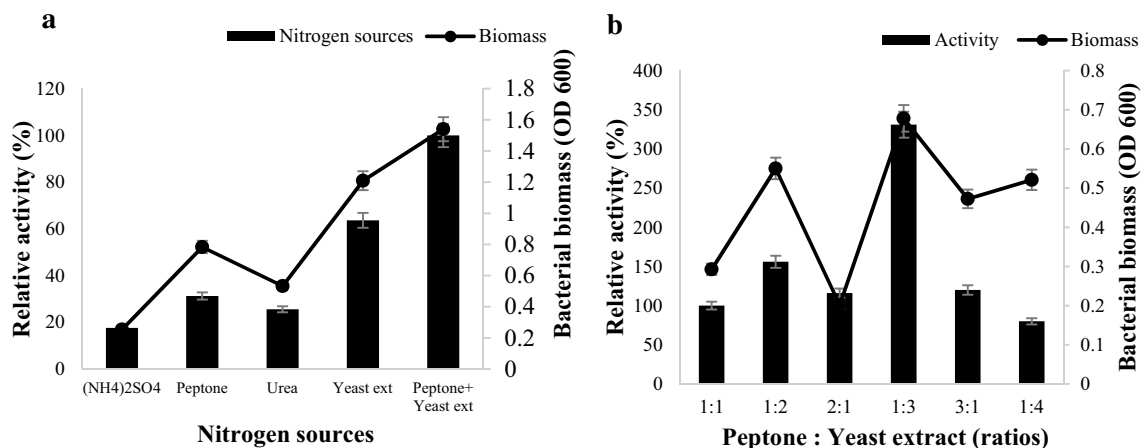 a
Nitrogen sources
Biomass
Relative activity (%)
120
100
80
60
40
20
0
1.8
1.6
1.4
1.2
1
0.8
0.6
0.4
0.2
0
Bacterial biomass (OD 600)
(NH4)2SO4
Peptone
Urea
Yeast ext
Peptone+
Yeast ext
Nitrogen sources
b
Activity
Biomass
Relative activity (%)
400
350
300
250
200
150
100
50
0
0.8
0.7
0.6
0.5
0.4
0.3
0.2
0.1
0
Bacterial biomass (OD 600)
1:1
1:2
2:1
1:3
3:1
1:4
Peptone : Yeast extract (ratios)